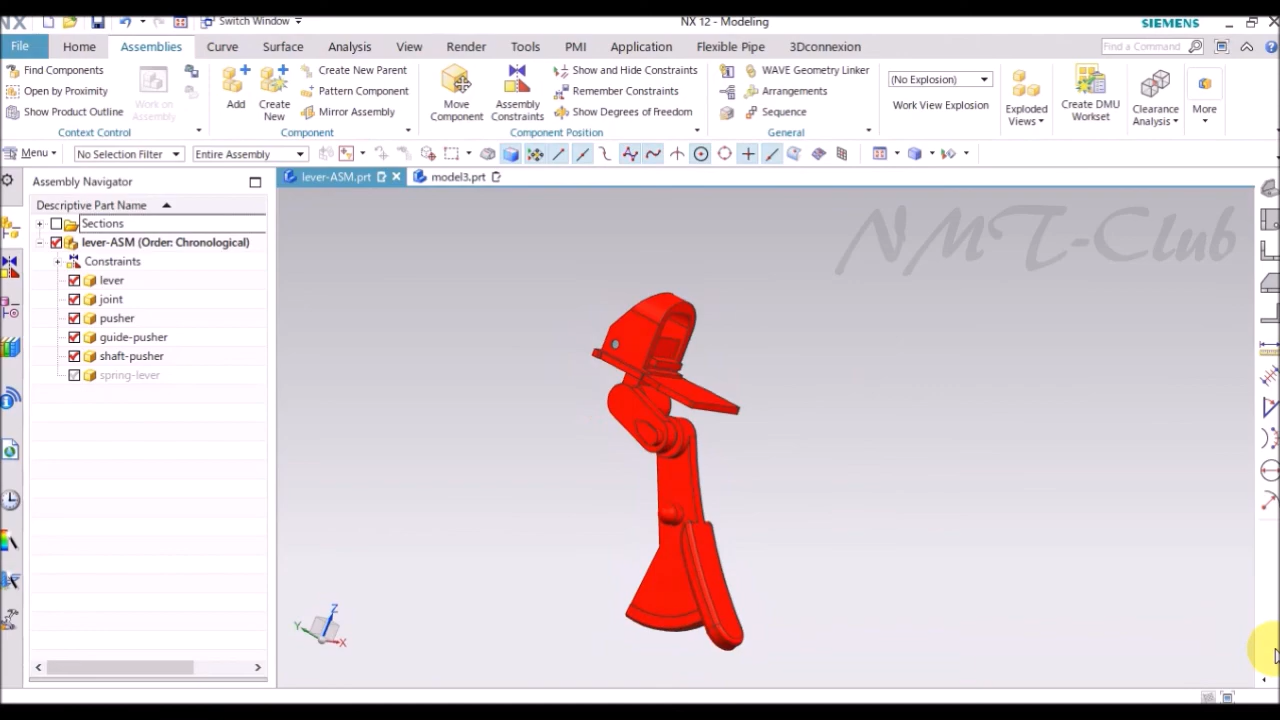 NX
Switch Window
NX 12 - Modeling
SIEMENS
File
Home
Assemblies
Curve
Surface
Analysis
View
Render
Tools
PMI
Application
Flexible Pipe
3Dconnexion
Find a Command
Find Components
Open by Proximity
Show Product Outline
Context Control
Work on
Assembly
Add
Create
New
Create New Parent
Pattern Component
Mirror Assembly
Component
Move
Component
Assembly
Constraints
Show and Hide Constraints
Remember Constraints
Show Degrees of Freedom
Component Position
WAVE Geometry Linker
Arrangements
Sequence
General
(No Explosion)
Work View Explosion
Exploded
Views
Create DMU
Workset
Clearance
Analysis
More
Menu
No Selection Filter
Entire Assembly
Assembly Navigator
lever-ASM.prt
model3.prt
Descriptive Part Name
Sections
lever-ASM (Order: Chronological)
Constraints
lever
joint
pusher
guide-pusher
shaft-pusher
spring-lever
NMT-Club
Z
Y
X